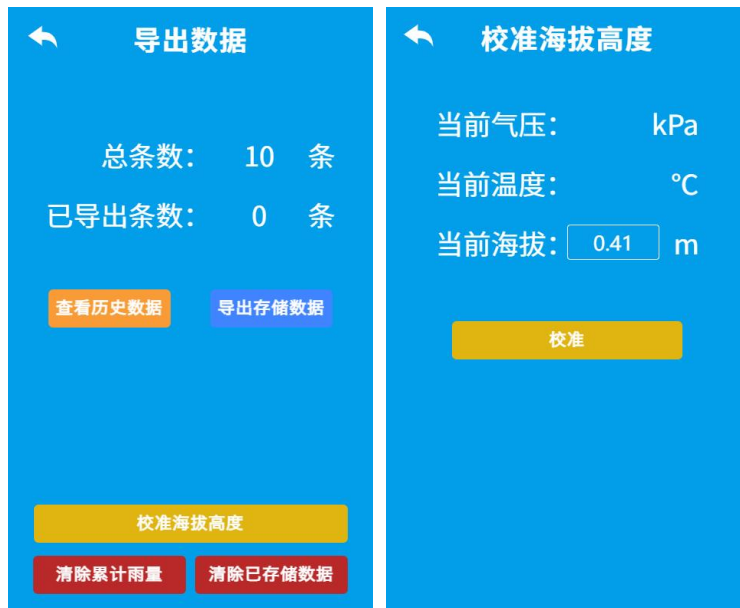 导出数据
总条数： 10 条
已导出条数： 0 条
查看历史数据 导出存储数据
校准海拔高度
清除累计雨量 清除已存储数据
校准海拔高度
当前气压： kPa
当前温度： ℃
当前海拔： 0.41 m
校准